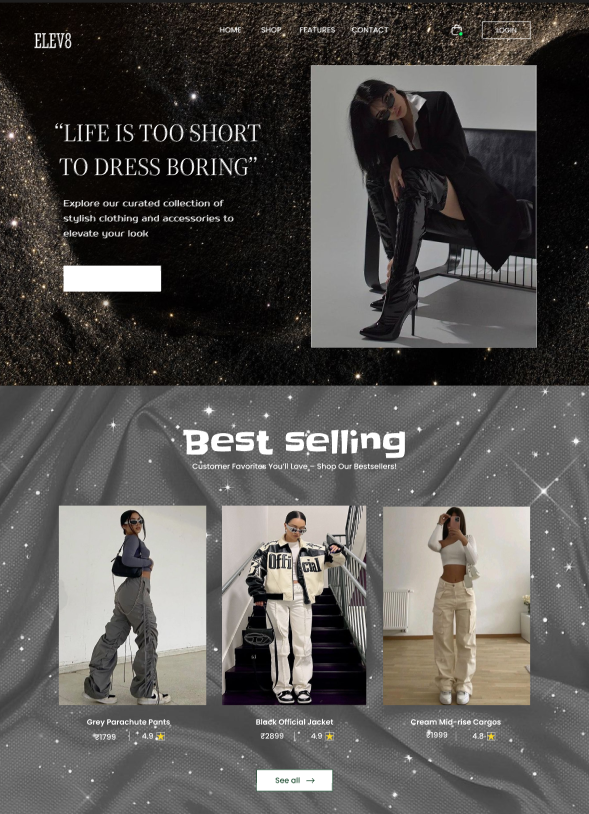 ELEV8
HOME SHOP FEATURES CONTACT
LOGIN
“LIFE IS TOO SHORT
TO DRESS BORING”
Explore our curated collection of
stylish clothing and accessories to
elevate your look
Best selling
Customer Favorites You'll Love – Shop Our Bestsellers!
Official
Grey Parachute Pants
₹1799 | 4.9
Black Official Jacket
₹2899 | 4.9
Cream Mid-rise Cargos
₹1999 | 4.8
See all →